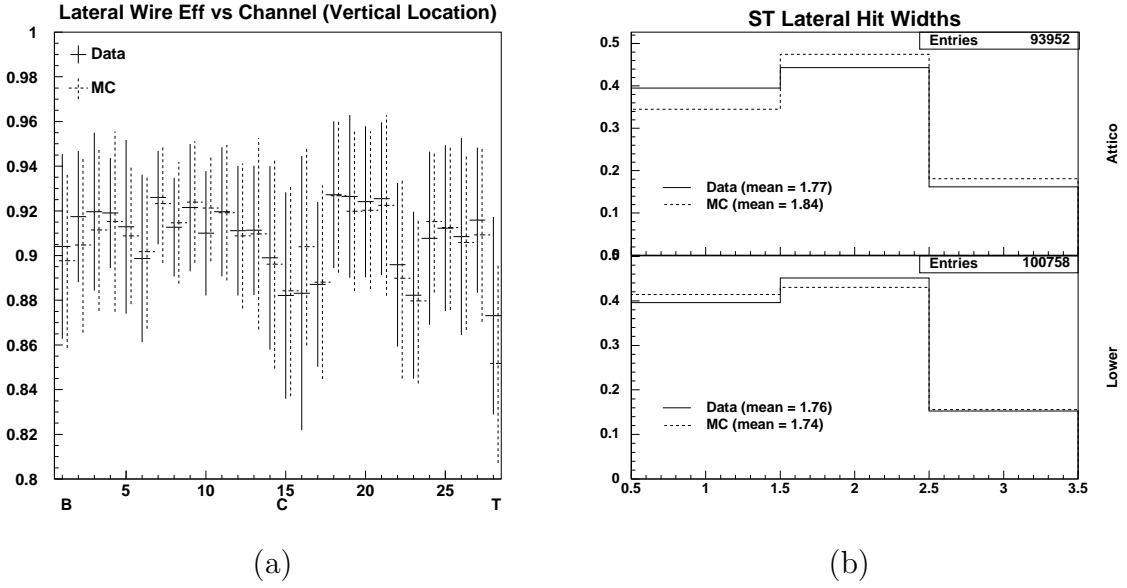 Lateral Wire Eff vs Channel (Vertical Location)
1
0.98
0.96
0.94
0.92
0.9
0.88
0.86
0.84
0.82
0.8
Data
MC
5
10
15
20
25
B
C
T
(a)
ST Lateral Hit Widths
Entries 93952
0.5
0.4
0.3
0.2
0.1
0
Data (mean = 1.77)
MC (mean = 1.84)
Attico
Entries 100758
0.4
0.2
0.1
0
Data (mean = 1.76)
MC (mean = 1.74)
Lower
0.5
1
1.5
2
2.5
3
3.5
(b)